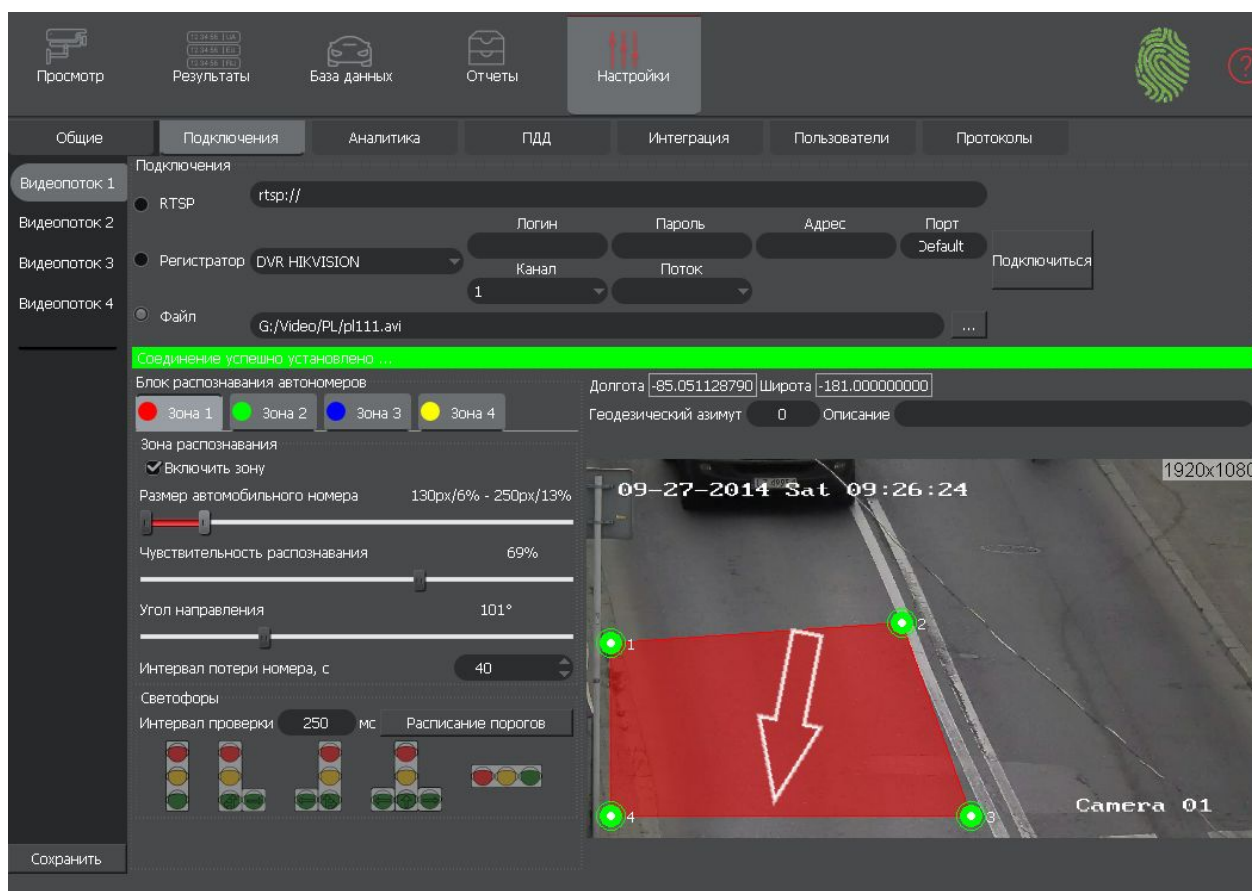 Просмотр
Результаты
База данных
Отчеты
Настройки
?
Общие
Подключения
Аналитика
ПДД
Интеграция
Пользователи
Протоколы
Видеопоток 1
Видеопоток 2
Видеопоток 3
Видеопоток 4
Подключения
RTSP
rtsp://
Логин
Пароль
Адрес
Порт
Регистратор
DVR HIKVISION
Default
Подключиться
Канал
Поток
1
Файл
G:/Video/PL/pl111.avi
...
Соединение успешно установлено ...
Блок распознавания автономеров
Зона 1
Зона 2
Зона 3
Зона 4
Долгота -85.051128790 Широта -181.000000000
Геодезический азимут 0 Описание
Зона распознавания
Включить зону
Размер автомобильного номера 130px/6% - 250px/13%
Чувствительность распознавания 69%
Угол направления 101°
Интервал потери номера, с 40
Светофоры
Интервал проверки 250 мс Расписание порогов
1920x1080
09-27-2014 Sat 09:26:24
1
2
3
4
Camera 01
Сохранить